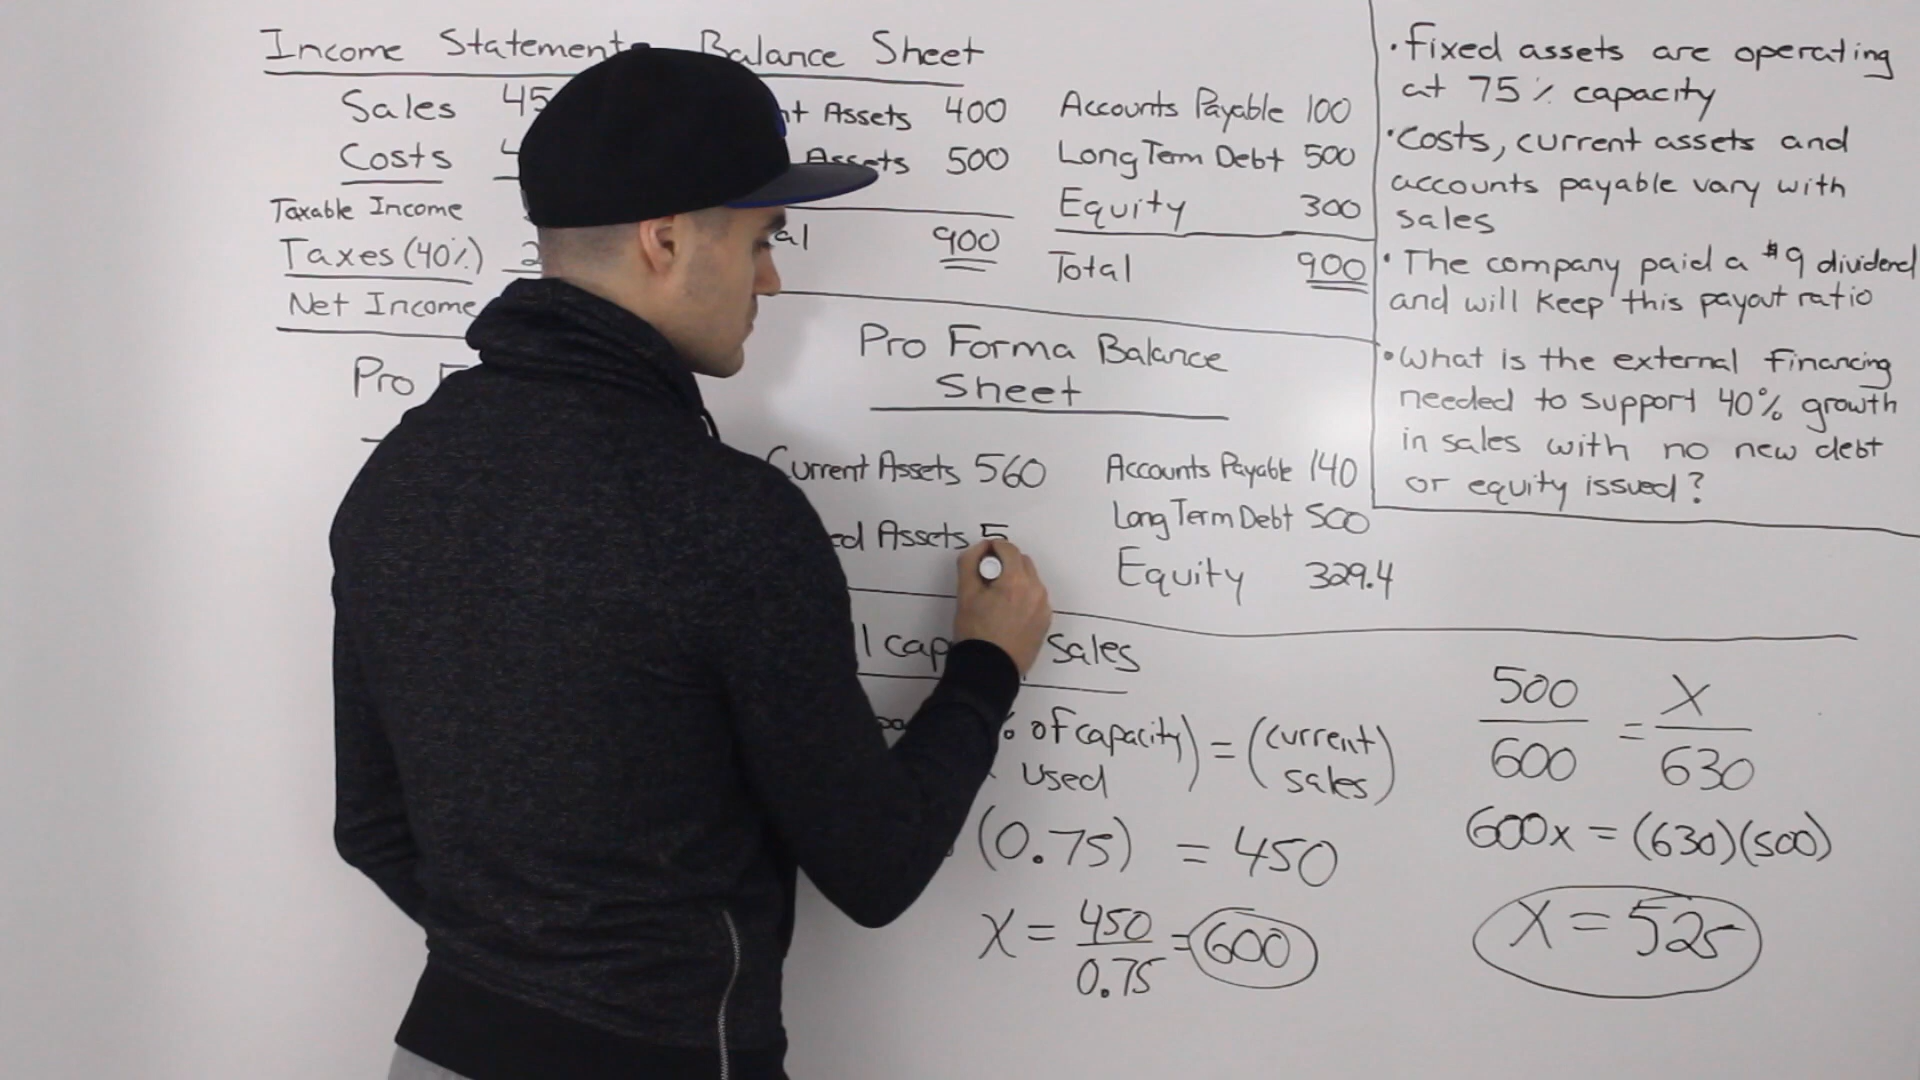 Income Statement Balance Sheet
Sales 45
Costs 4
Taxable Income
Taxes (40%) 2
Net Income
Assets 400
Assets 500
900
Accounts Payable 100
Long Term Debt 500
Equity 300
Total 900
• Fixed assets are operating
at 75% capacity
• Costs, current assets and
accounts payable vary with
sales
• The company paid a $9 dividend
and will keep this payout ratio
• What is the external financing
needed to support 40% growth
in sales with no new debt
or equity issued?
Pro
Pro Forma Balance
Sheet
Current Assets 560
Assets 5
Accounts Payable 140
Long Term Debt 500
Equity 329.4
Sales
% of capacity) = (current
used sales)
(0.75) = 450
x = 450/0.75 = 600
500/600 = X/630
600x = (630)(500)
X = 525